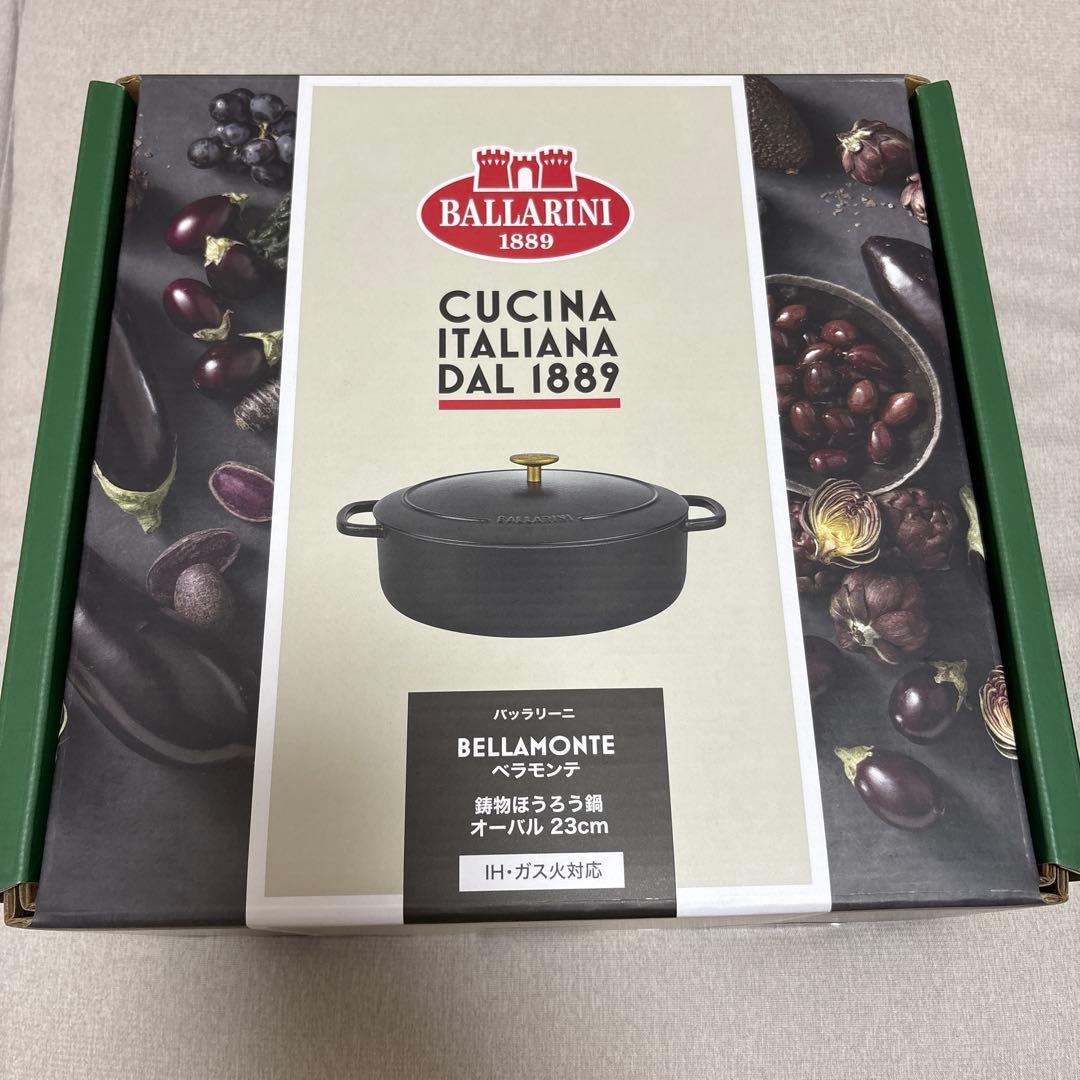 BALLARINI
1889
CUCINA
ITALIANA
DAL 1889
BALLARINI
バッラリーニ
BELLAMONTE
ベラモンテ
鋳物ほうろう鍋
オーバル 23cm
IH・ガス火対応